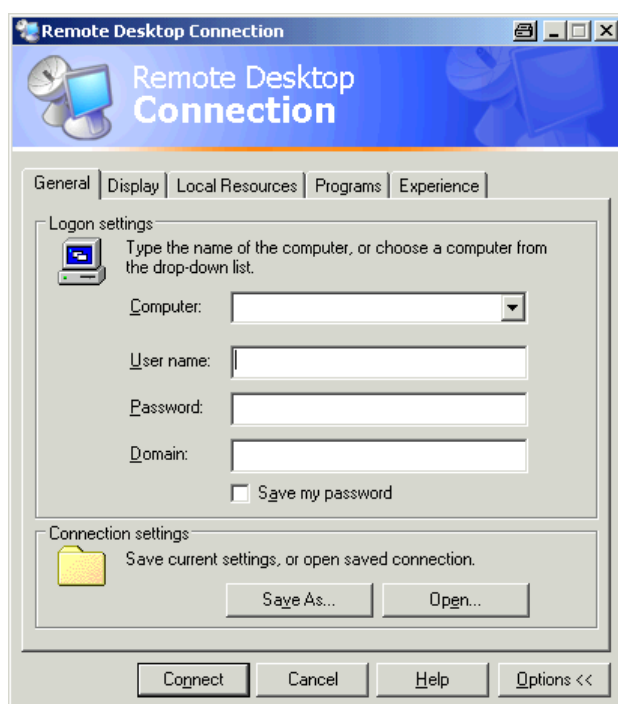 Remote Desktop Connection
Remote Desktop
Connection
General Display Local Resources Programs Experience
Logon settings
Type the name of the computer, or choose a computer from
the drop-down list.
Computer:
User name:
Password:
Domain:
Save my password
Connection settings
Save current settings, or open saved connection.
Save As... Open...
Connect Cancel Help Options <<